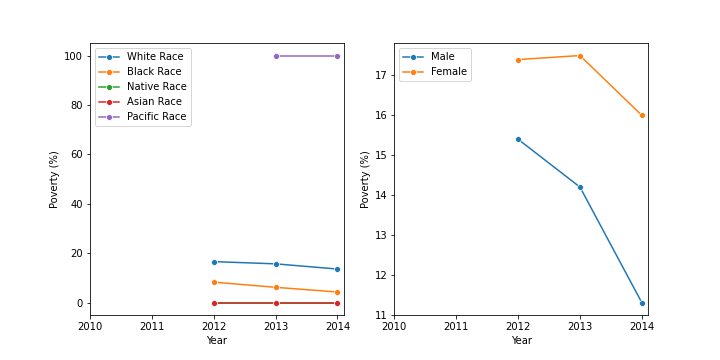 White Race
Black Race
Native Race
Asian Race
Pacific Race
100
80
60
40
20
0
Poverty (%)
2010 2011 2012 2013 2014
Year
Male
Female
17
16
15
14
13
12
11
Poverty (%)
2010 2011 2012 2013 2014
Year